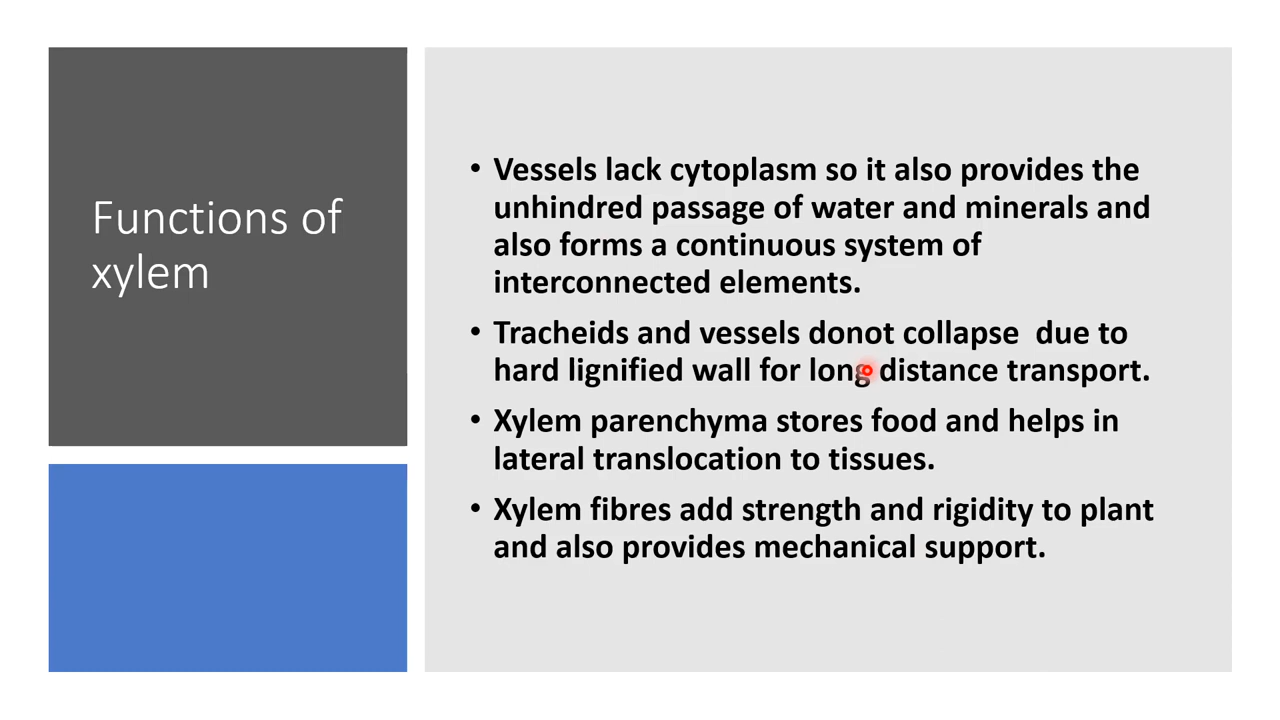 Functions of
xylem
• Vessels lack cytoplasm so it also provides the
unhindred passage of water and minerals and
also forms a continuous system of
interconnected elements.
• Tracheids and vessels donot collapse  due to
hard lignified wall for long distance transport.
• Xylem parenchyma stores food and helps in
lateral translocation to tissues.
• Xylem fibres add strength and rigidity to plant
and also provides mechanical support.